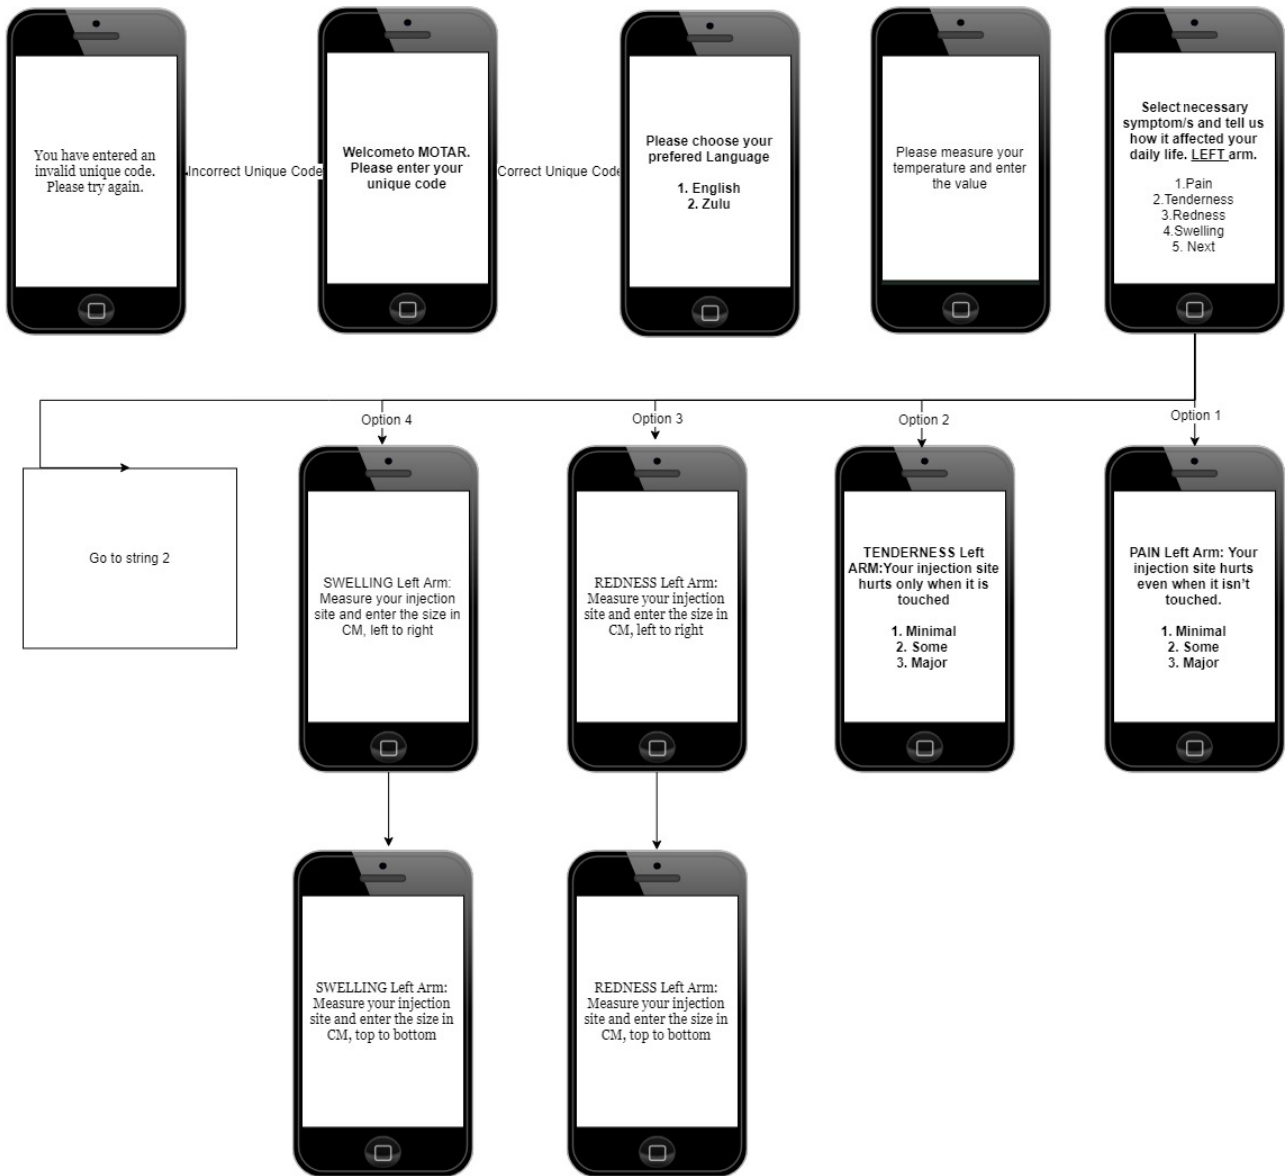 You have entered an
invalid unique code.
Please try again.
Incorrect Unique Code
Welcometo MOTAR.
Please enter your
unique code
Correct Unique Code
Please choose your
prefered Language
1. English
2. Zulu
Please measure your
temperature and enter
the value
Select necessary
symptom/s and tell us
how it affected your
daily life. LEFT arm.
1.Pain
2.Tenderness
3.Redness
4.Swelling
5. Next
Option 4
Option 3
Option 2
Option 1
Go to string 2
SWELLING Left Arm:
Measure your injection
site and enter the size in
CM, left to right
REDNESS Left Arm:
Measure your injection
site and enter the size in
CM, left to right
TENDERNESS Left
ARM:Your injection site
hurts only when it is
touched
1. Minimal
2. Some
3. Major
PAIN Left Arm: Your
injection site hurts
even when it isn't
touched.
1. Minimal
2. Some
3. Major
SWELLING Left Arm:
Measure your injection
site and enter the size in
CM, top to bottom
REDNESS Left Arm:
Measure your injection
site and enter the size in
CM, top to bottom